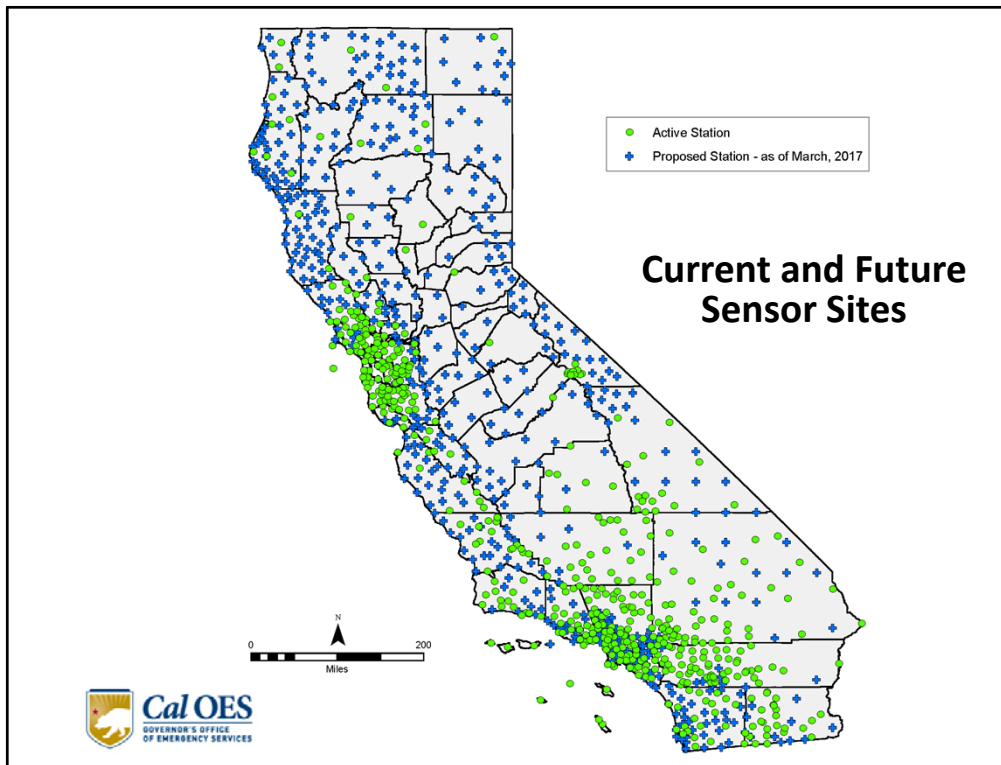 Active Station
Proposed Station - as of March, 2017
Current and Future
Sensor Sites
N
0
200
Miles
Cal OES
GOVERNOR'S OFFICE
OF EMERGENCY SERVICES